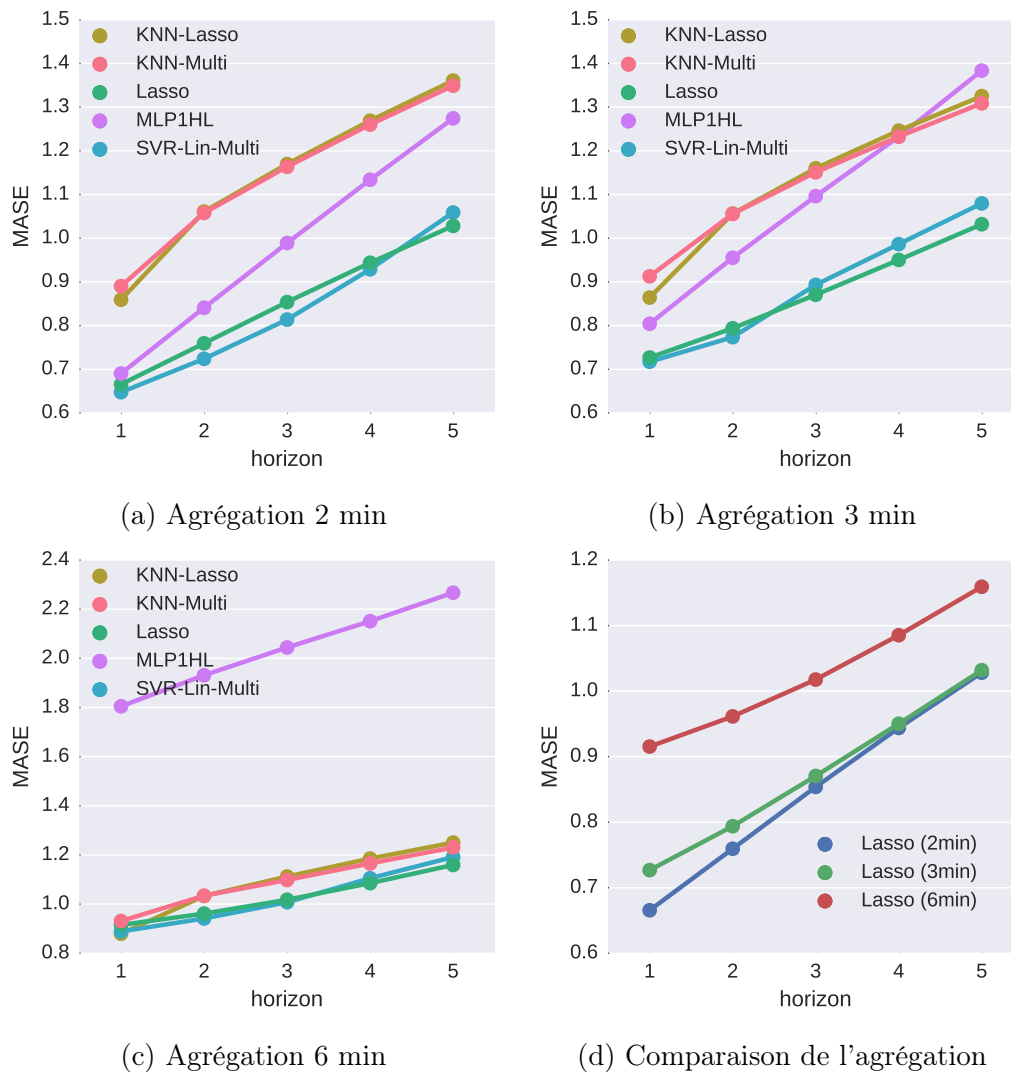 1.5
1.4
1.3
1.2
1.1
1.0
0.9
0.8
0.7
0.6
MASE
KNN-Lasso
KNN-Multi
Lasso
MLP1HL
SVR-Lin-Multi
1 2 3 4 5
horizon
(a) Agrégation 2 min
1.5
1.4
1.3
1.2
1.1
1.0
0.9
0.8
0.7
0.6
MASE
KNN-Lasso
KNN-Multi
Lasso
MLP1HL
SVR-Lin-Multi
1 2 3 4 5
horizon
(b) Agrégation 3 min
2.4
2.2
2.0
1.8
1.6
1.4
1.2
1.0
0.8
MASE
KNN-Lasso
KNN-Multi
Lasso
MLP1HL
SVR-Lin-Multi
1 2 3 4 5
horizon
(c) Agrégation 6 min
1.2
1.1
1.0
0.9
0.8
0.7
0.6
MASE
Lasso (2min)
Lasso (3min)
Lasso (6min)
1 2 3 4 5
horizon
(d) Comparaison de l'agrégation